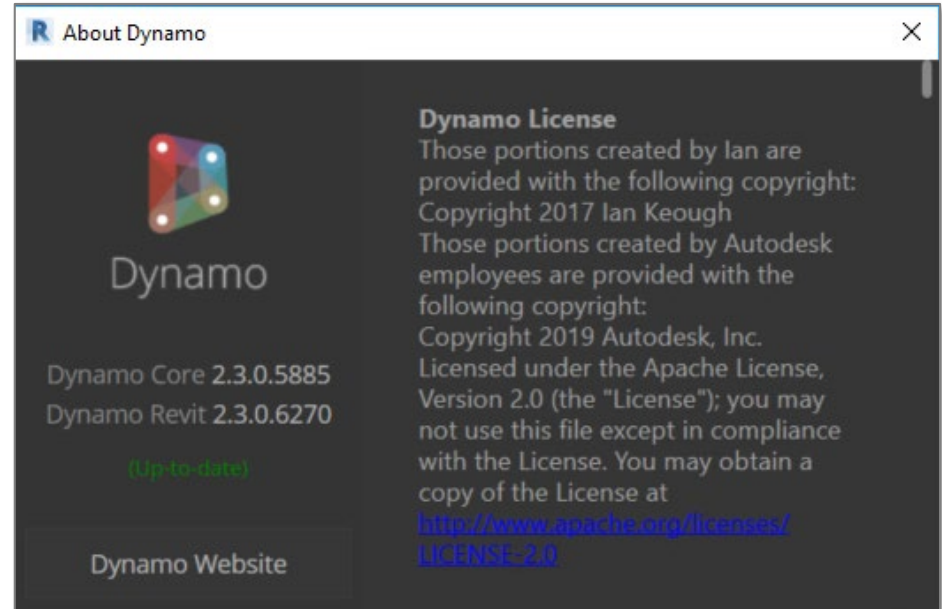 About Dynamo
Dynamo
Dynamo Core 2.3.0.5885
Dynamo Revit 2.3.0.6270
(Up-to-date)
Dynamo Website
Dynamo License
Those portions created by Ian are
provided with the following copyright:
Copyright 2017 Ian Keough
Those portions created by Autodesk
employees are provided with the
following copyright:
Copyright 2019 Autodesk, Inc.
Licensed under the Apache License,
Version 2.0 (the "License"); you may
not use this file except in compliance
with the License. You may obtain a
copy of the License at
http://www.apache.org/licenses/
LICENSE-2.0